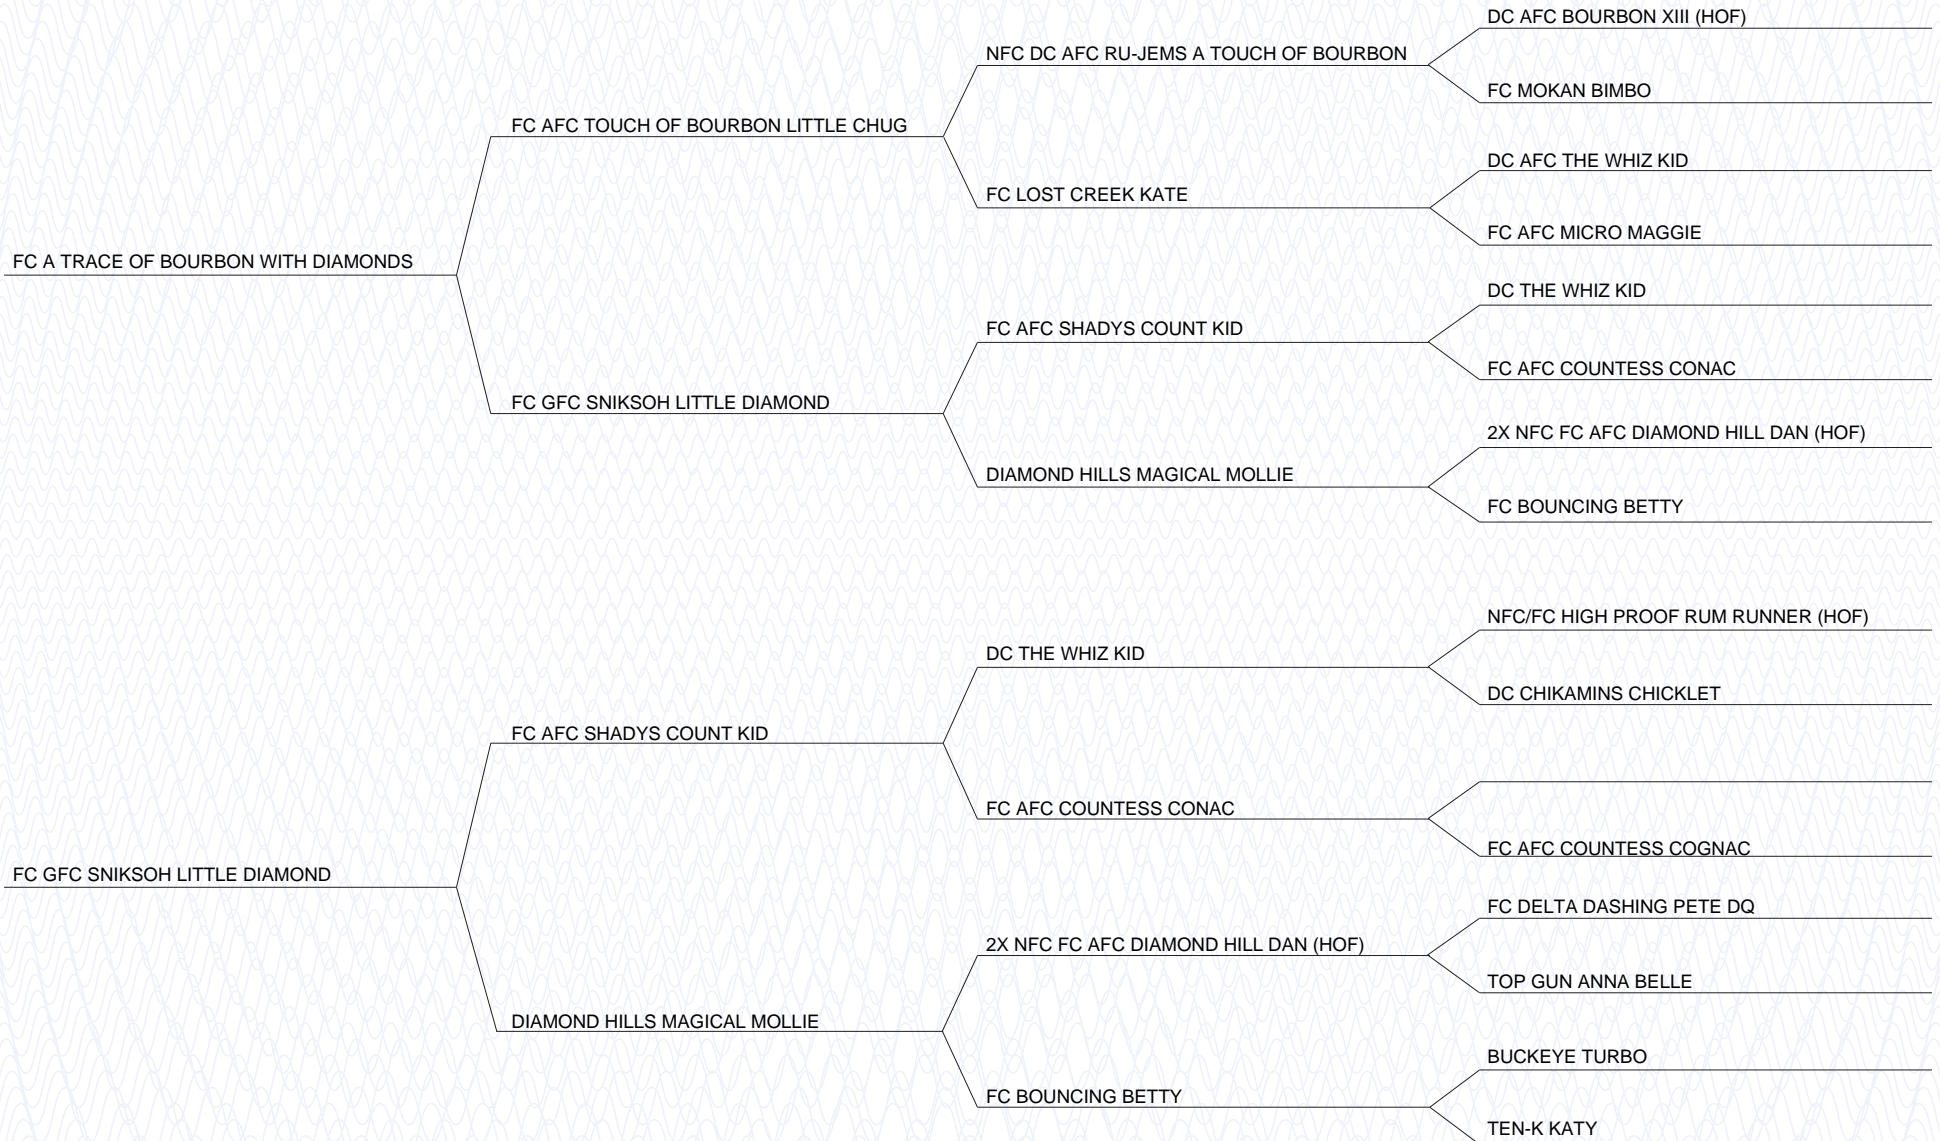 DC AFC BOURBON XIII (HOF)
NFC DC AFC RU-JEMS A TOUCH OF BOURBON
FC MOKAN BIMBO
FC AFC TOUCH OF BOURBON LITTLE CHUG
DC AFC THE WHIZ KID
FC LOST CREEK KATE
FC AFC MICRO MAGGIE
FC A TRACE OF BOURBON WITH DIAMONDS
DC THE WHIZ KID
FC AFC SHADYS COUNT KID
FC AFC COUNTESS CONAC
FC GFC SNIKSOH LITTLE DIAMOND
2X NFC FC AFC DIAMOND HILL DAN (HOF)
DIAMOND HILLS MAGICAL MOLLIE
FC BOUNCING BETTY
NFC/FC HIGH PROOF RUM RUNNER (HOF)
DC THE WHIZ KID
DC CHIKAMINS CHICKLET
FC AFC SHADYS COUNT KID
FC AFC COUNTESS CONAC
FC AFC COUNTESS COGNAC
FC GFC SNIKSOH LITTLE DIAMOND
FC DELTA DASHING PETE DQ
2X NFC FC AFC DIAMOND HILL DAN (HOF)
TOP GUN ANNA BELLE
DIAMOND HILLS MAGICAL MOLLIE
BUCKEYE TURBO
FC BOUNCING BETTY
TEN-K KATY